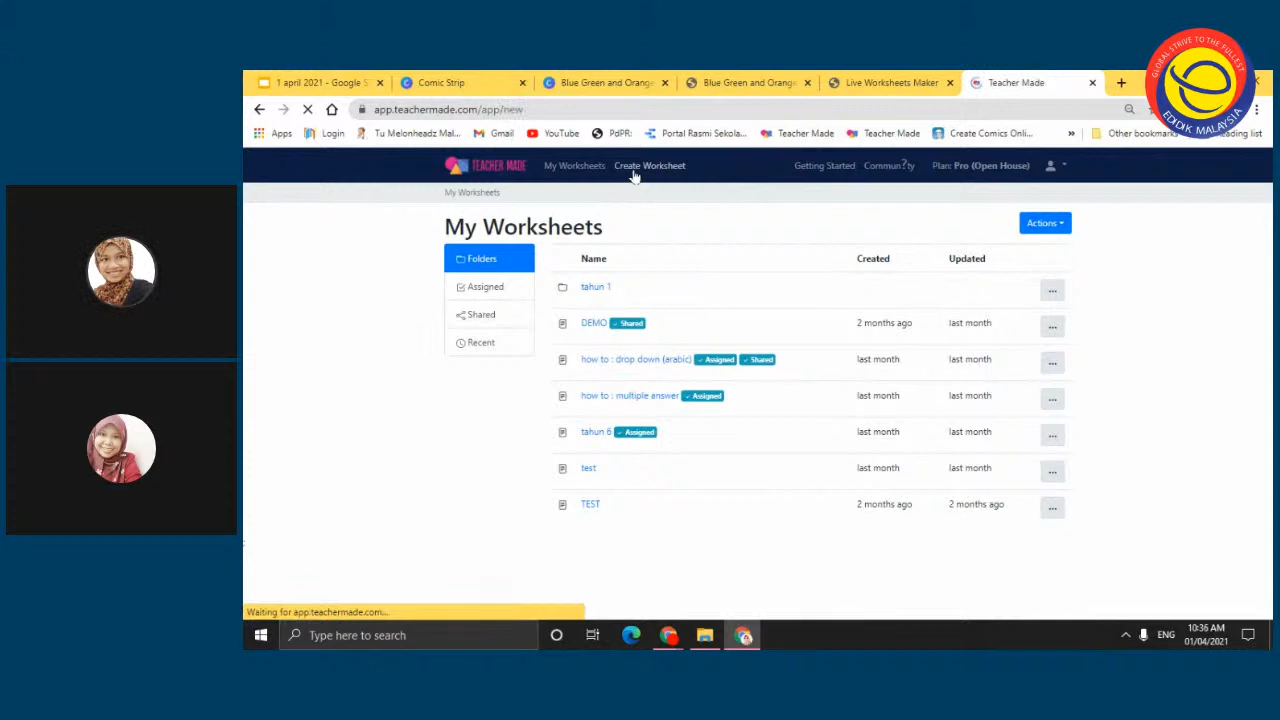 GLOBAL STRIVE TO THE FULLEST
EDIDIK MALAYSIA
1 april 2021 - Google S
Comic Strip
Blue Green and Orange
Blue Green and Orange
Live Worksheets Maker
Teacher Made
app.teachermade.com/app/new
Apps
Login
Tu Melonheadz Mal...
Gmail
YouTube
PdPR:
Portal Rasmi Sekola...
Teacher Made
Teacher Made
Create Comics Onli...
»
Other bookmarks
Reading list
TEACHER MADE
My Worksheets
Create Worksheet
Getting Started
Commun?ty
Plan: Pro (Open House)
My Worksheets
My Worksheets
Actions
Folders
Assigned
Shared
Recent
Name Created Updated
tahun 1
DEMO Shared 2 months ago last month
how to : drop down (arabic) Assigned Shared last month last month
how to : multiple answer Assigned last month last month
tahun 6 Assigned last month last month
test last month last month
TEST 2 months ago 2 months ago
Waiting for app.teachermade.com...
Type here to search
ENG
10:36 AM
01/04/2021